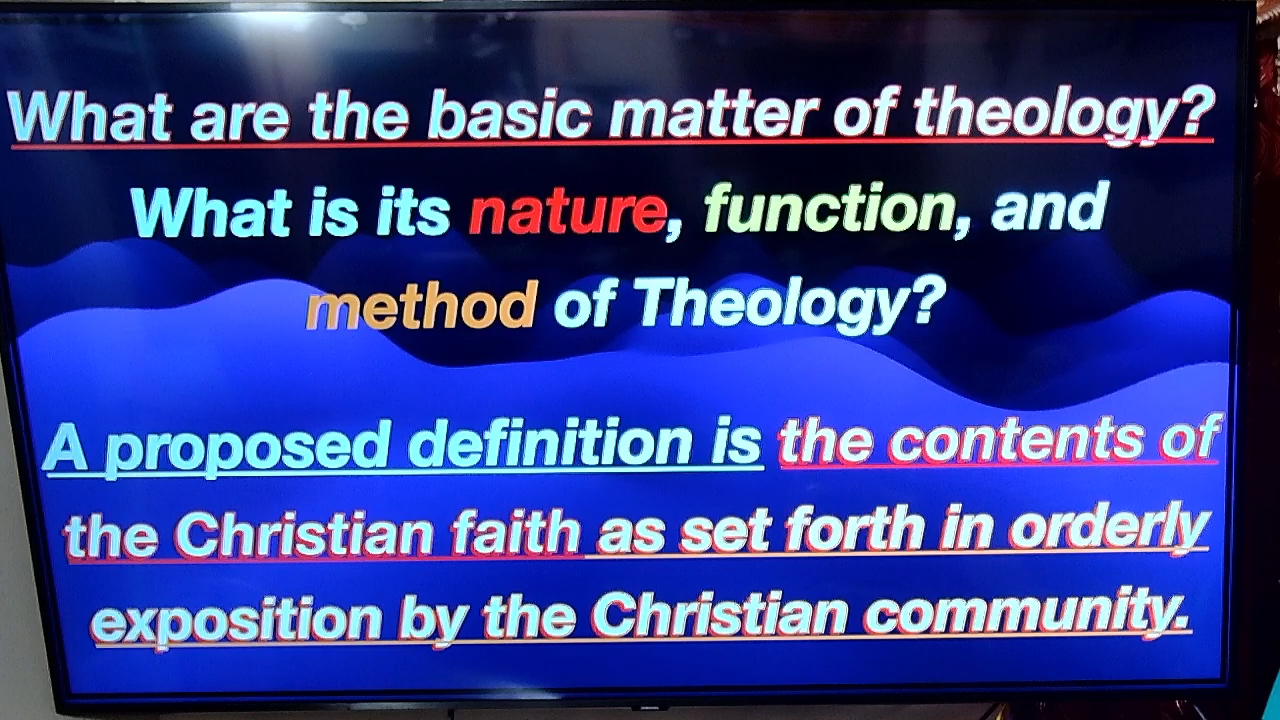 What are the basic matter of theology?
What is its nature, function, and
method of Theology?
A proposed definition is the contents of
the Christian faith as set forth in orderly
exposition by the Christian community.